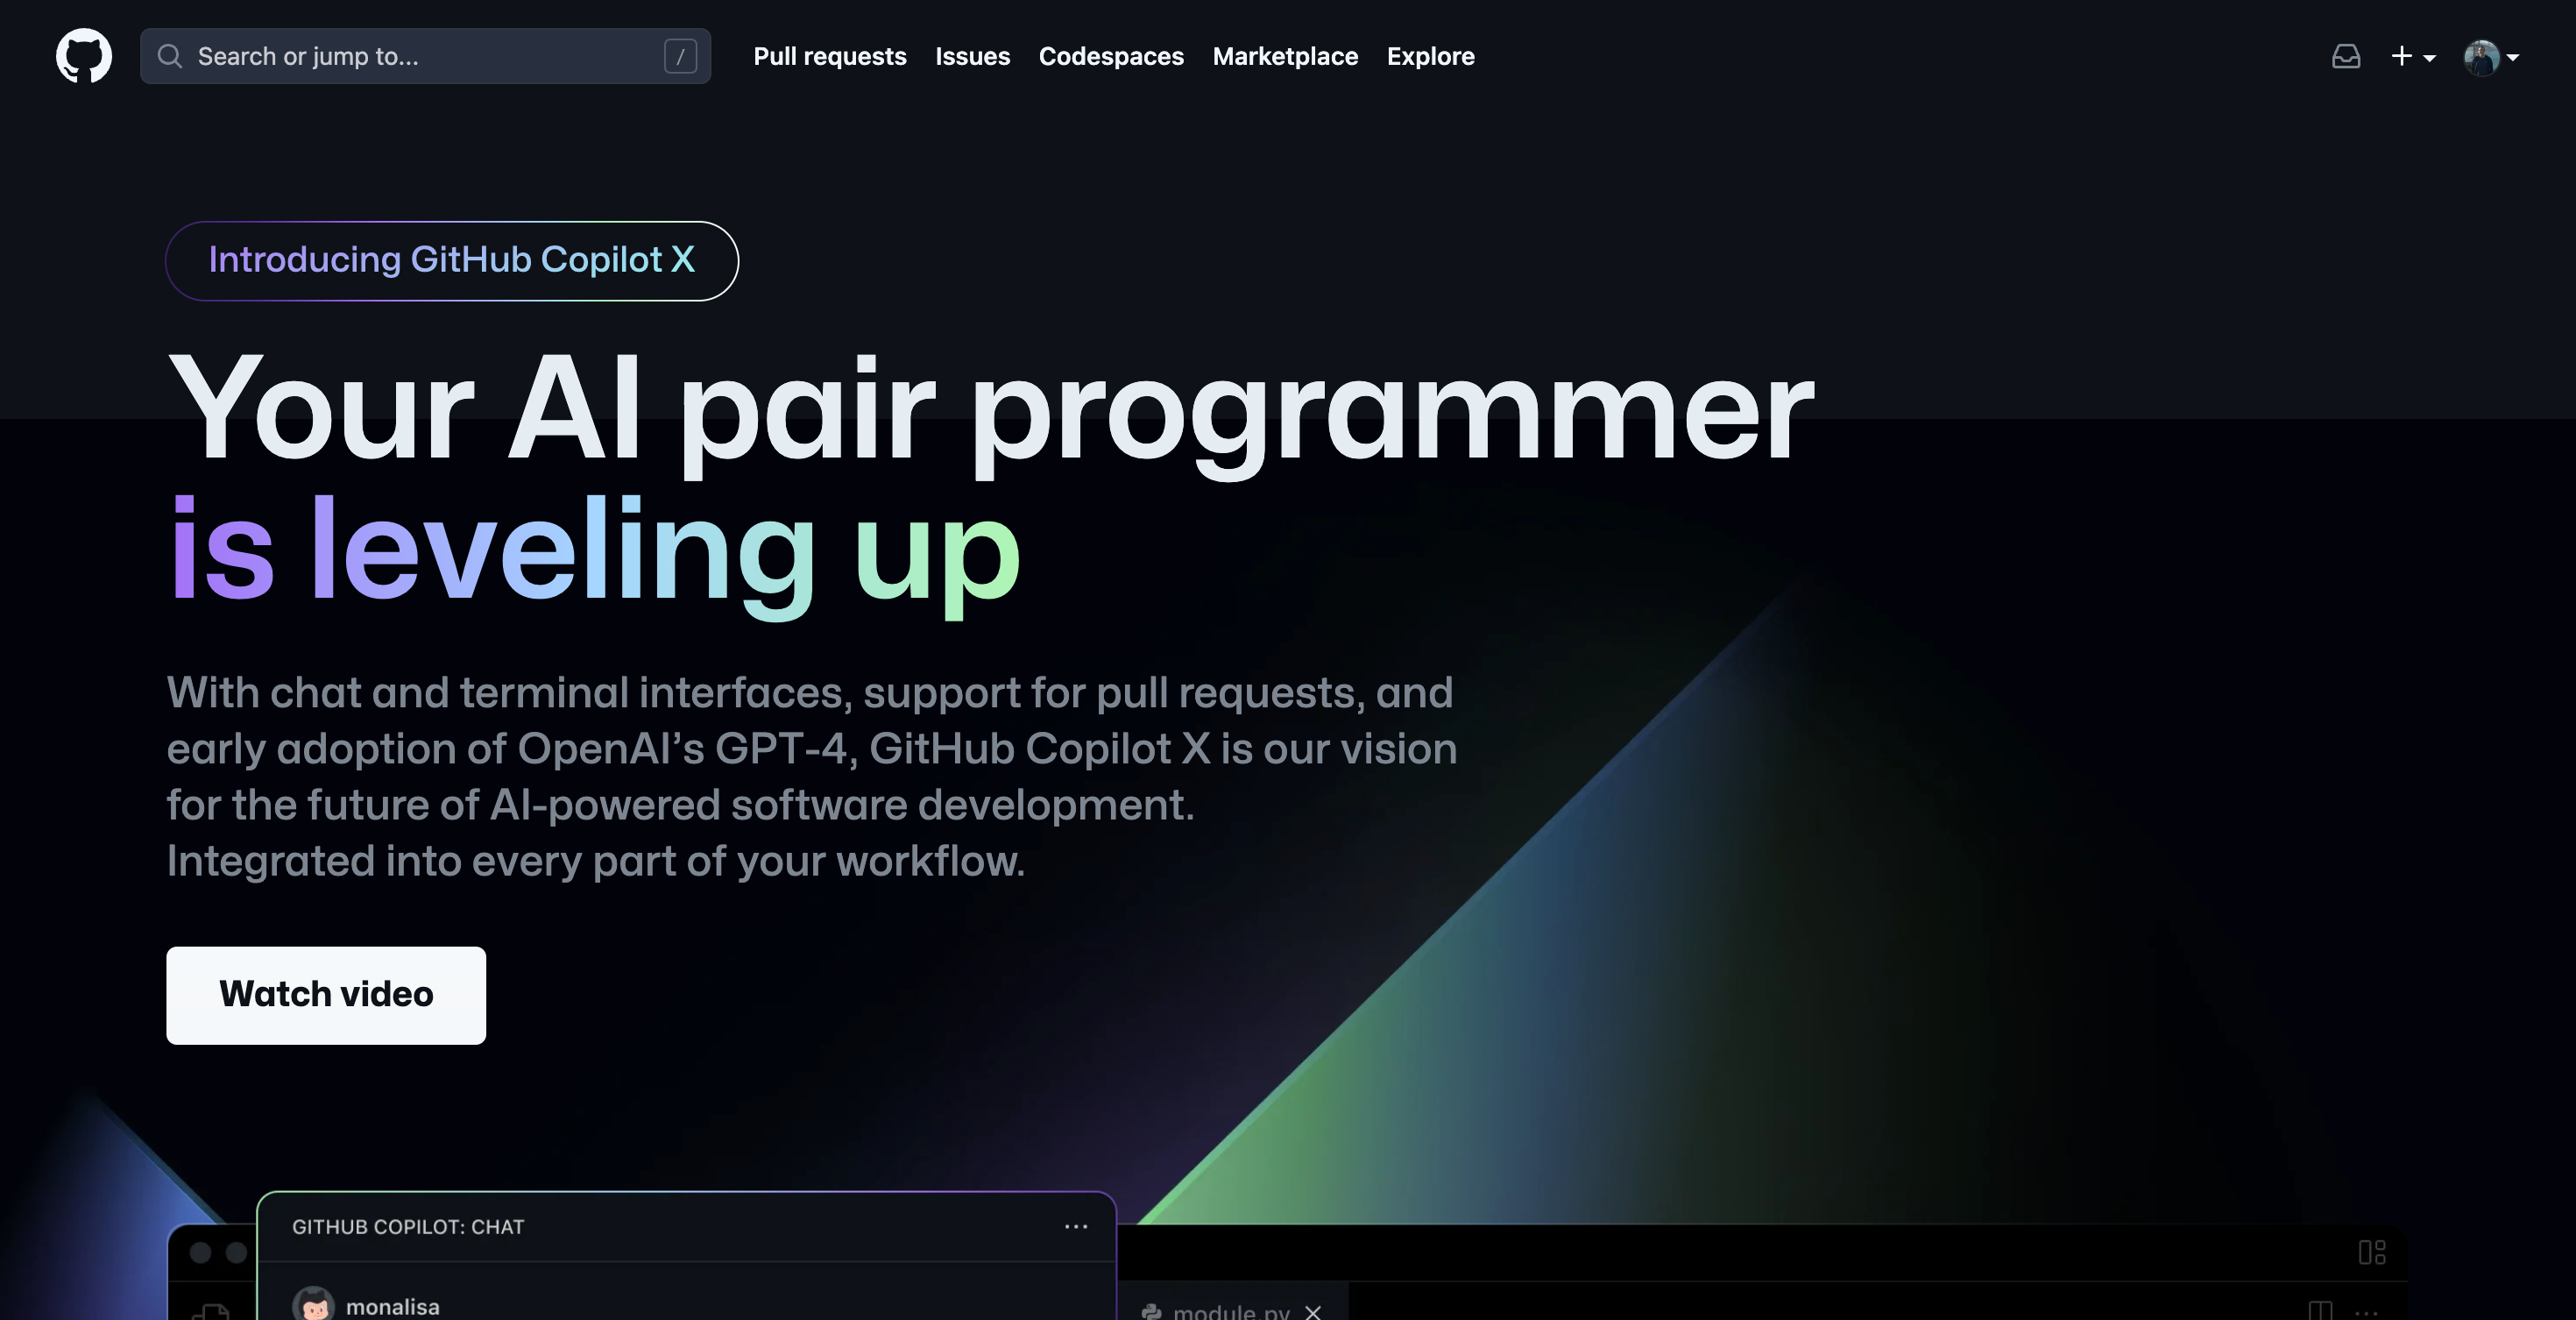 Search or jump to...
/
Pull requests
Issues
Codespaces
Marketplace
Explore
Introducing GitHub Copilot X
Your AI pair programmer
is leveling up
With chat and terminal interfaces, support for pull requests, and
early adoption of OpenAI’s GPT-4, GitHub Copilot X is our vision
for the future of AI-powered software development.
Integrated into every part of your workflow.
Watch video
GITHUB COPILOT: CHAT
monalisa
module.py